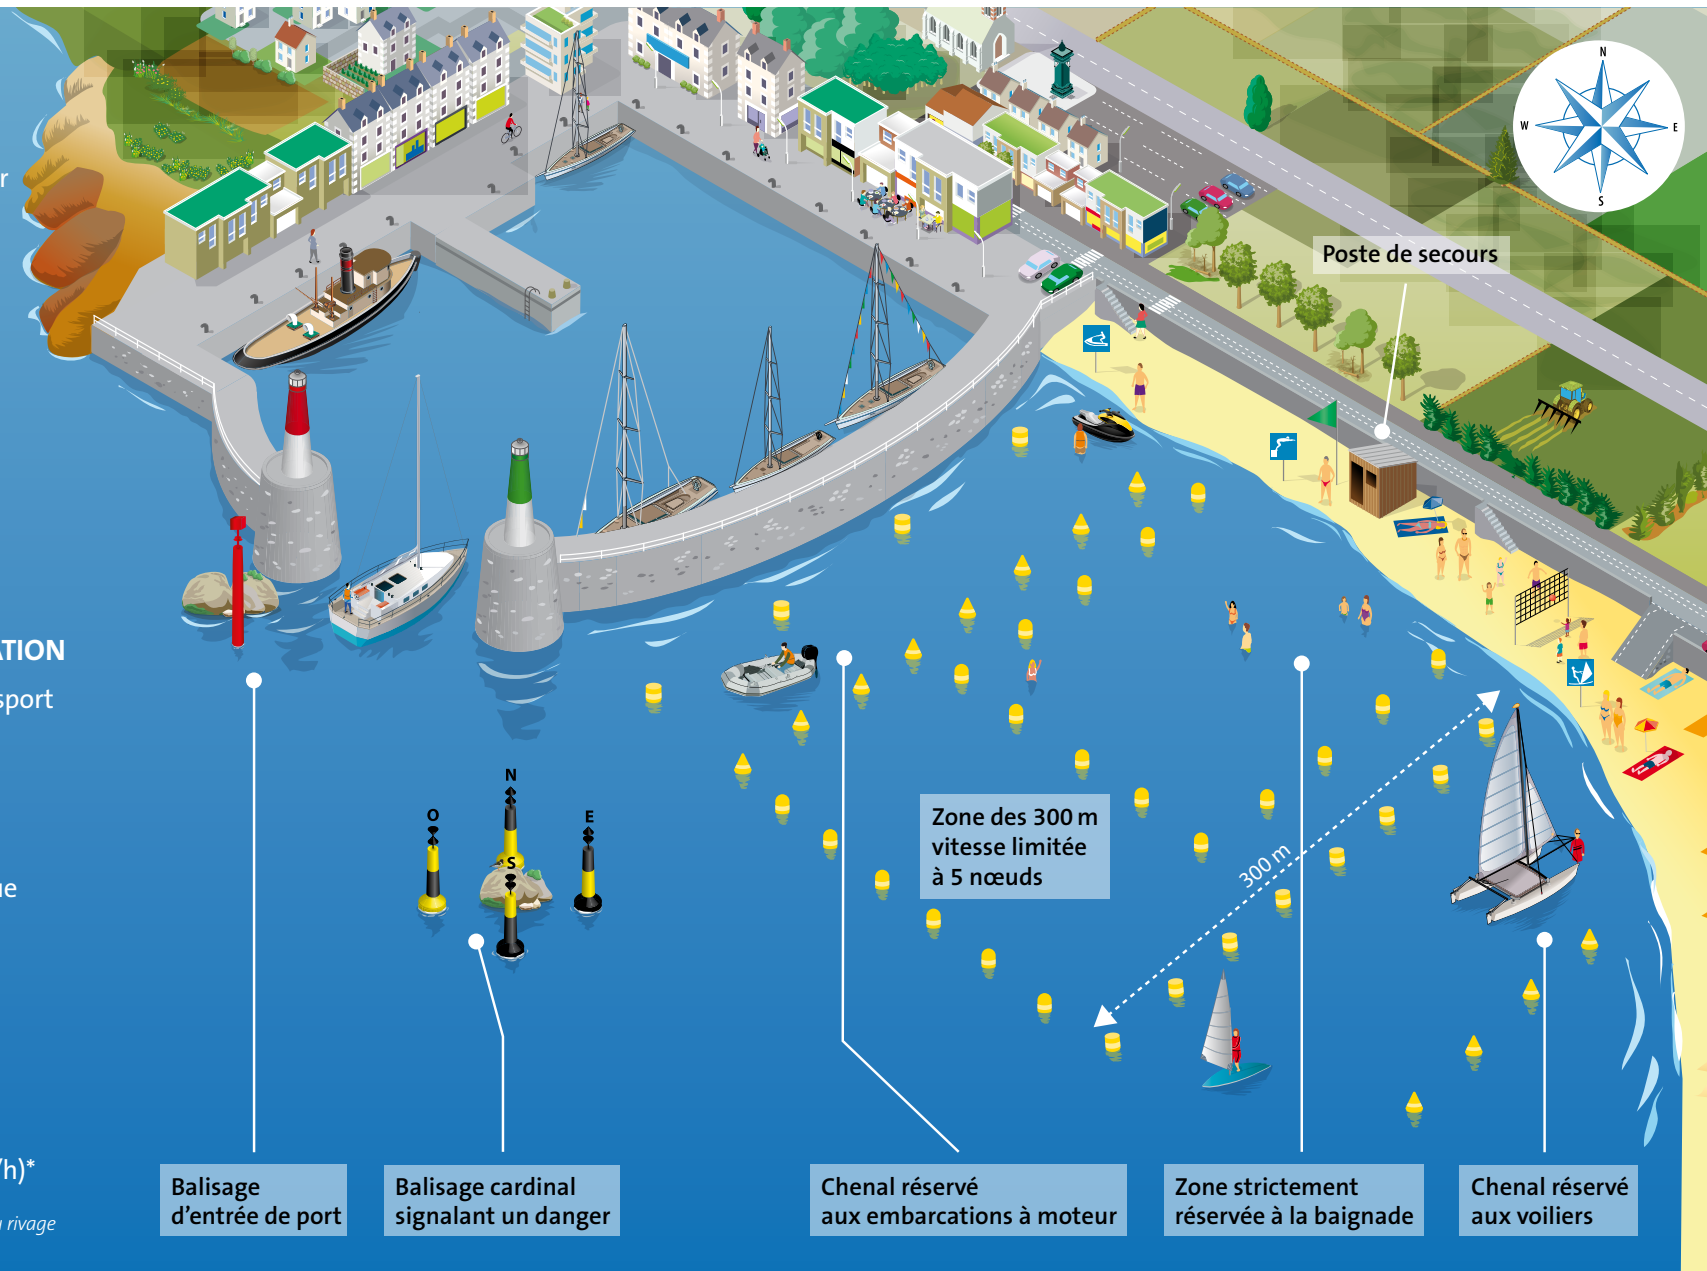 N
W
E
S
r
Poste de secours
ATION
sport
N
O
E
S
Zone des 300 m
vitesse limitée
à 5 nœuds
300 m
ue
/h)*
u rivage
Balisage
d'entrée de port
Balisage cardinal
signalant un danger
Chenal réservé
aux embarcations à moteur
Zone strictement
réservée à la baignade
Chenal réservé
aux voiliers